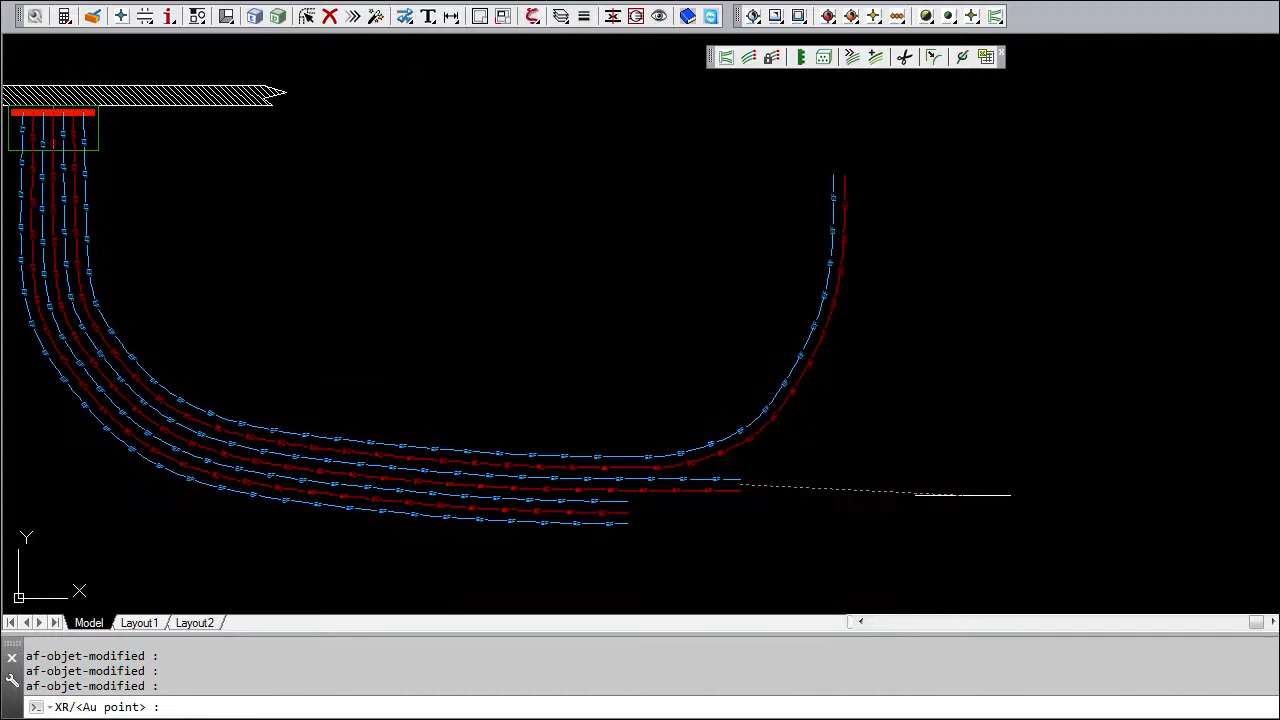 Y
X
Model Layout1 Layout2
af-objet-modified :
af-objet-modified :
af-objet-modified :
XR/<Au point> :